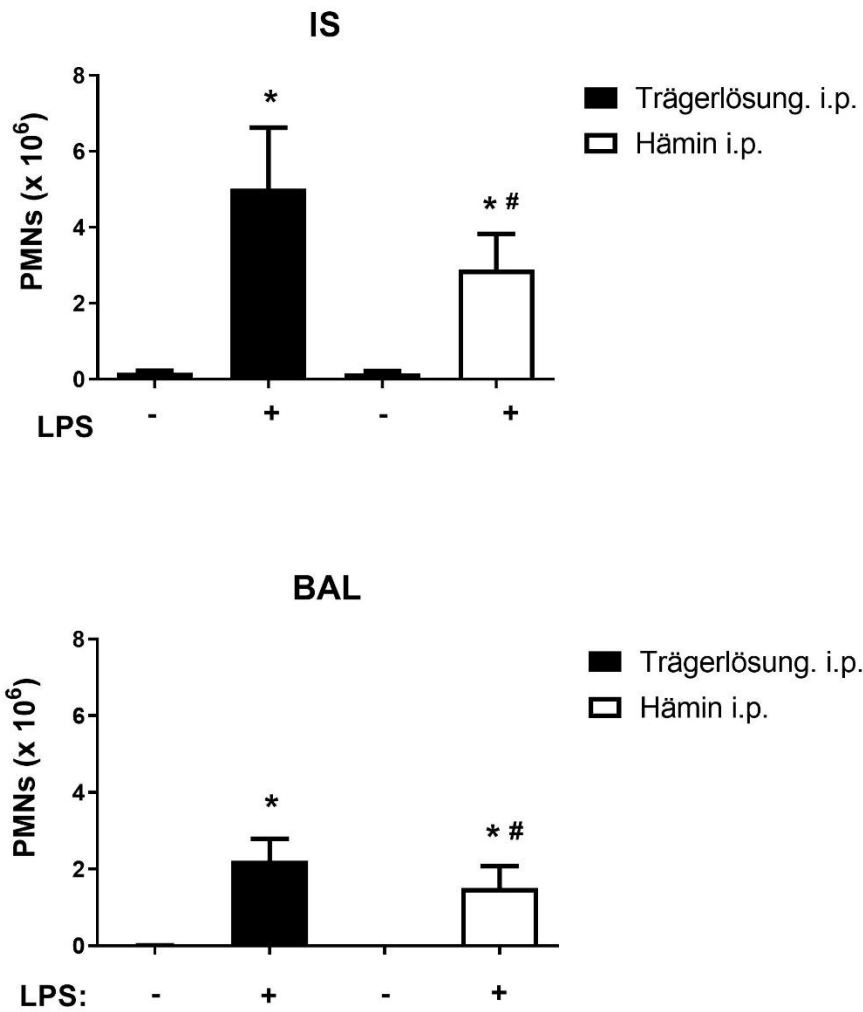 IS
8
6
4
2
0
PMNs (x 10⁶)
*
* #
Trägerlösung. i.p.
Hämin i.p.
LPS - + - +
BAL
8
6
4
2
0
PMNs (x 10⁶)
*
* #
Trägerlösung. i.p.
Hämin i.p.
LPS: - + - +